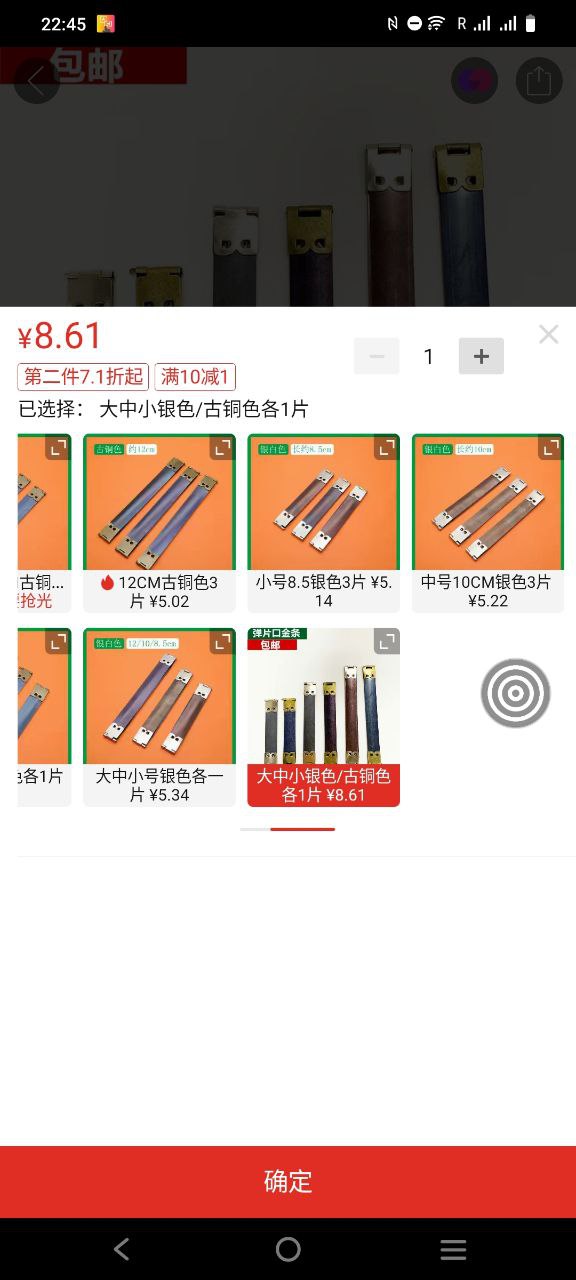 22:45
R
包邮
¥8.61
1
第二件7.1折起
满10减1
已选择： 大中小银色/古铜色各1片
古铜色 约12cm
银白色 长约8.5cm
银白色 长约10cm
古铜...
抢光
12CM古铜色3
片 ¥5.02
小号8.5银色3片 ¥5.
14
中号10CM银色3片
¥5.22
银白色 12/10/8.5cm
弹片口金条
包邮
色各1片
大中小号银色各一
片 ¥5.34
大中小银色/古铜色
各1片 ¥8.61
确定